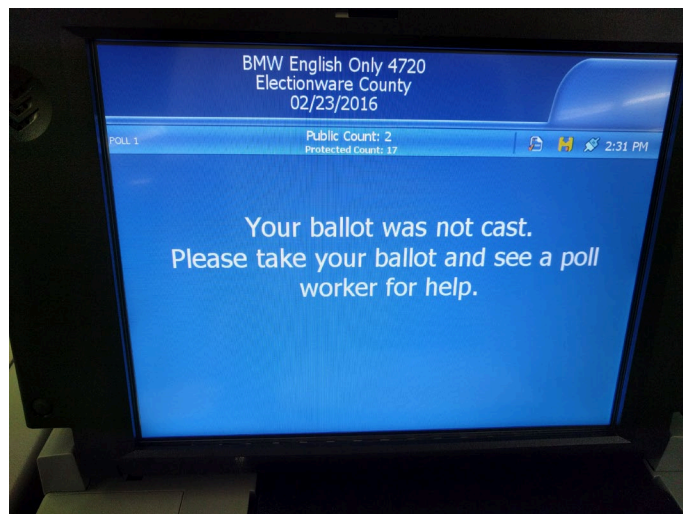 BMW English Only 4720
Electionware County
02/23/2016
POLL 1
Public Count: 2
Protected Count: 17
2:31 PM
Your ballot was not cast.
Please take your ballot and see a poll
worker for help.